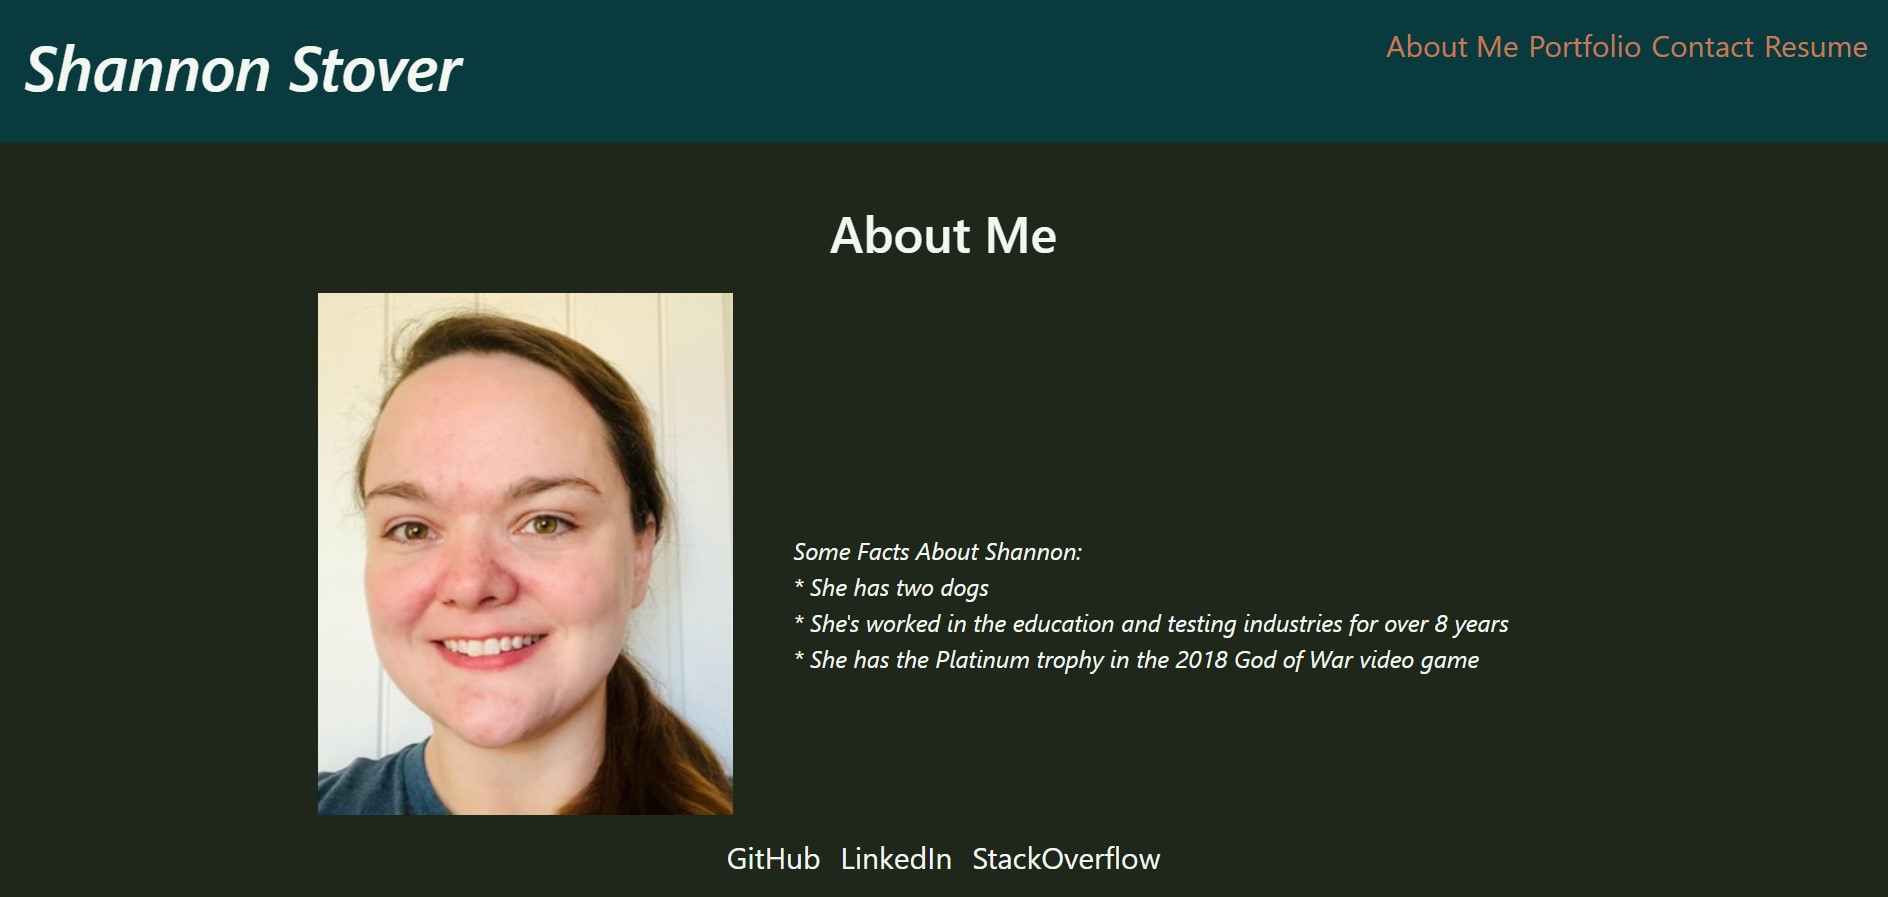 Shannon Stover
About Me Portfolio Contact Resume
About Me
Some Facts About Shannon:
* She has two dogs
* She's worked in the education and testing industries for over 8 years
* She has the Platinum trophy in the 2018 God of War video game
GitHub LinkedIn StackOverflow